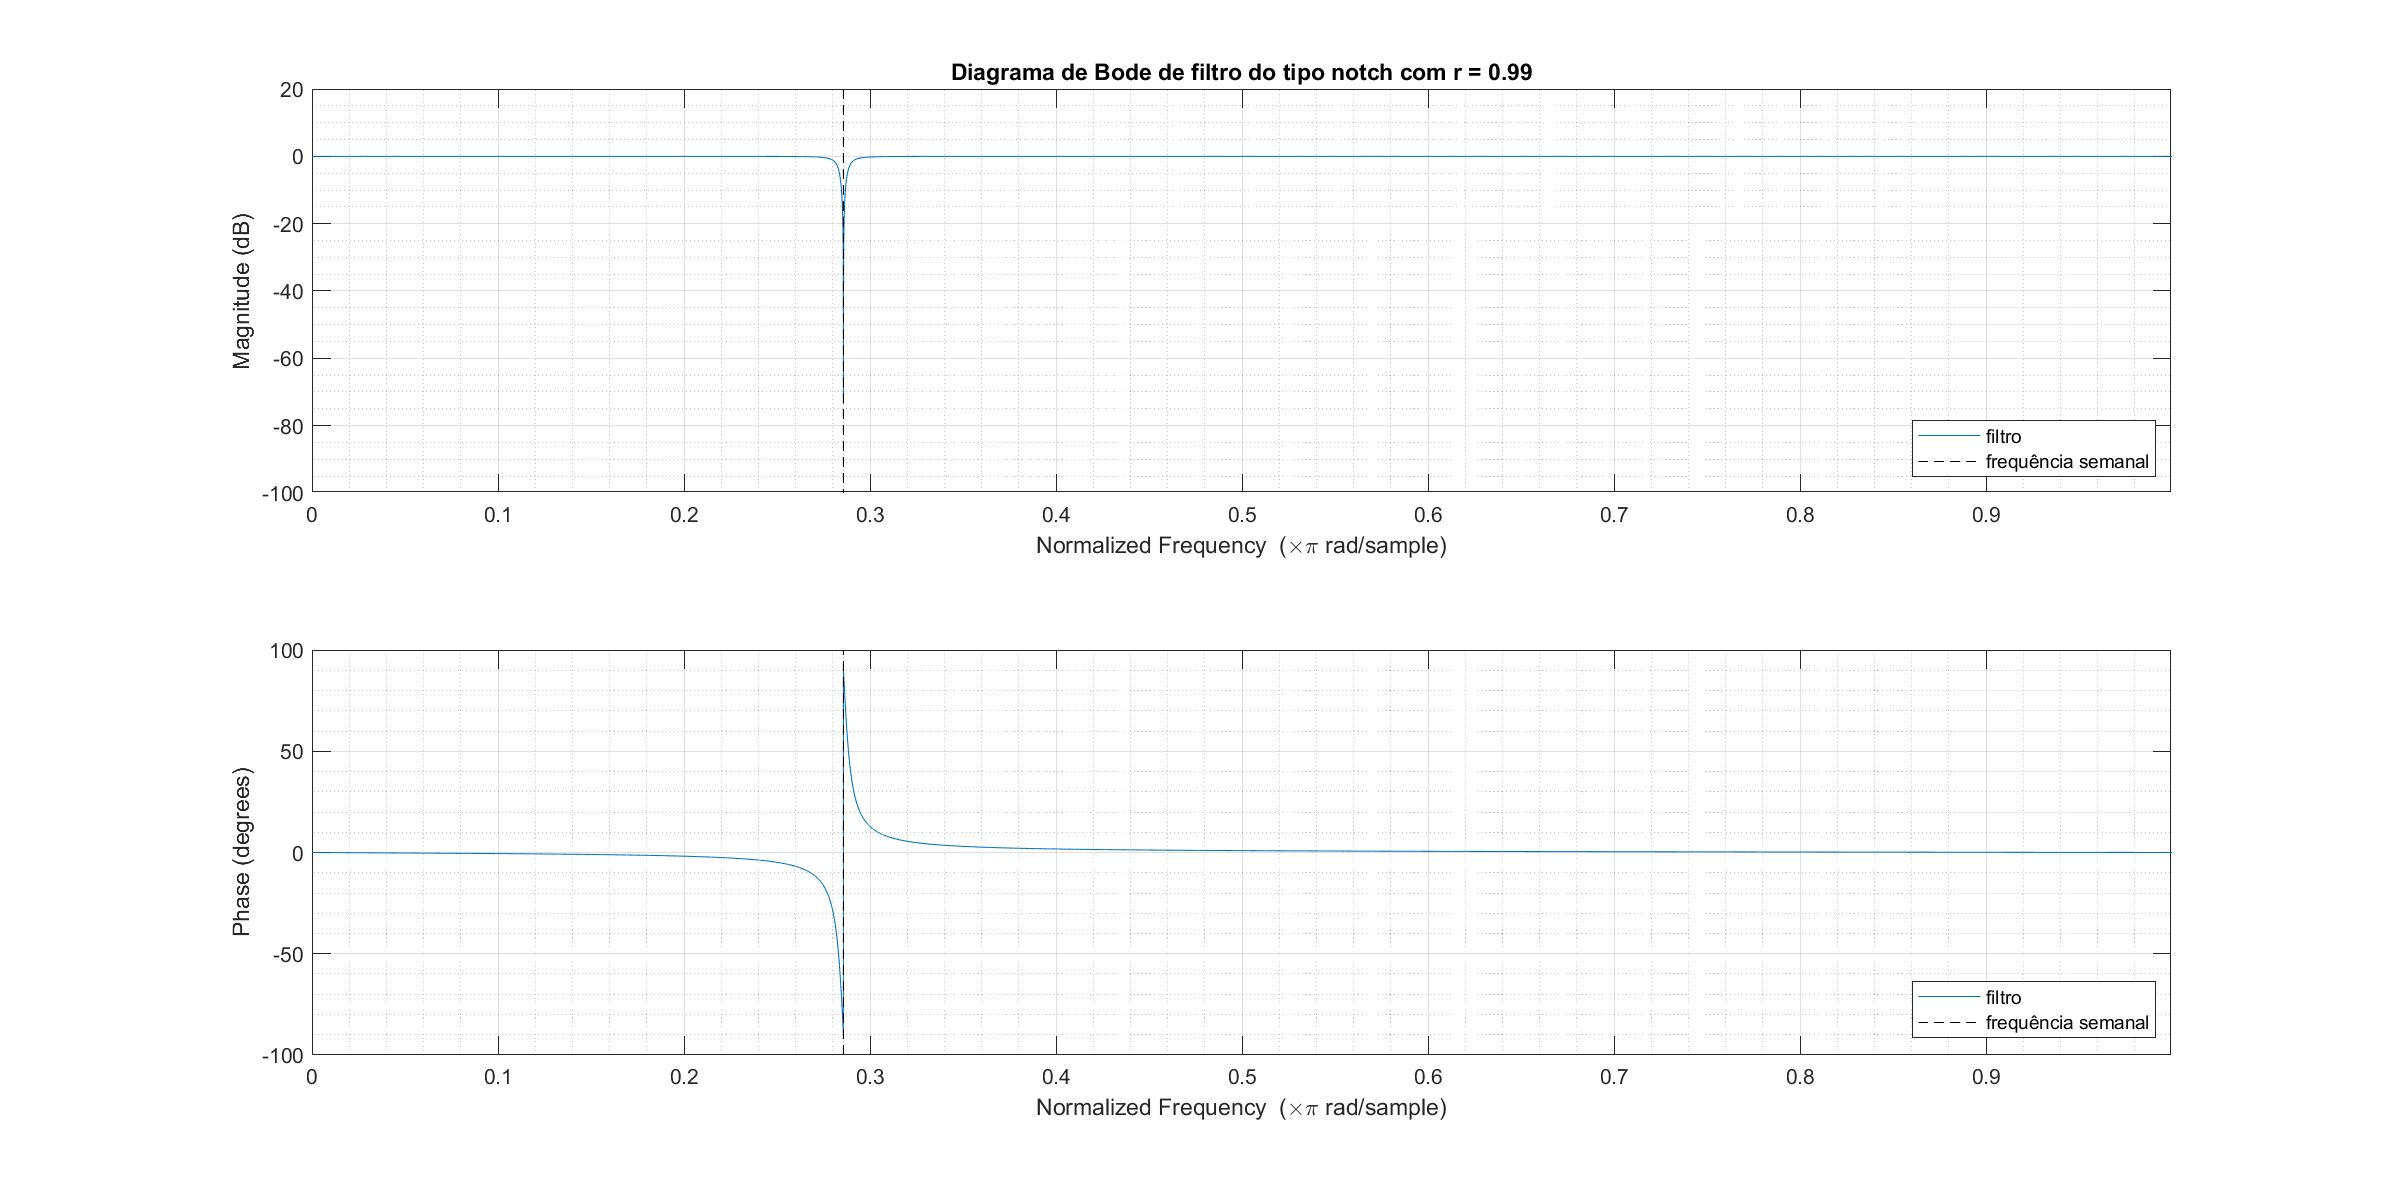 Diagrama de Bode de filtro do tipo notch com r = 0.99
20
0
-20
-40
-60
-80
-100
Magnitude (dB)
filtro
frequência semanal
0 0.1 0.2 0.3 0.4 0.5 0.6 0.7 0.8 0.9
Normalized Frequency (×π rad/sample)
100
50
0
-50
-100
Phase (degrees)
filtro
frequência semanal
0 0.1 0.2 0.3 0.4 0.5 0.6 0.7 0.8 0.9
Normalized Frequency (×π rad/sample)